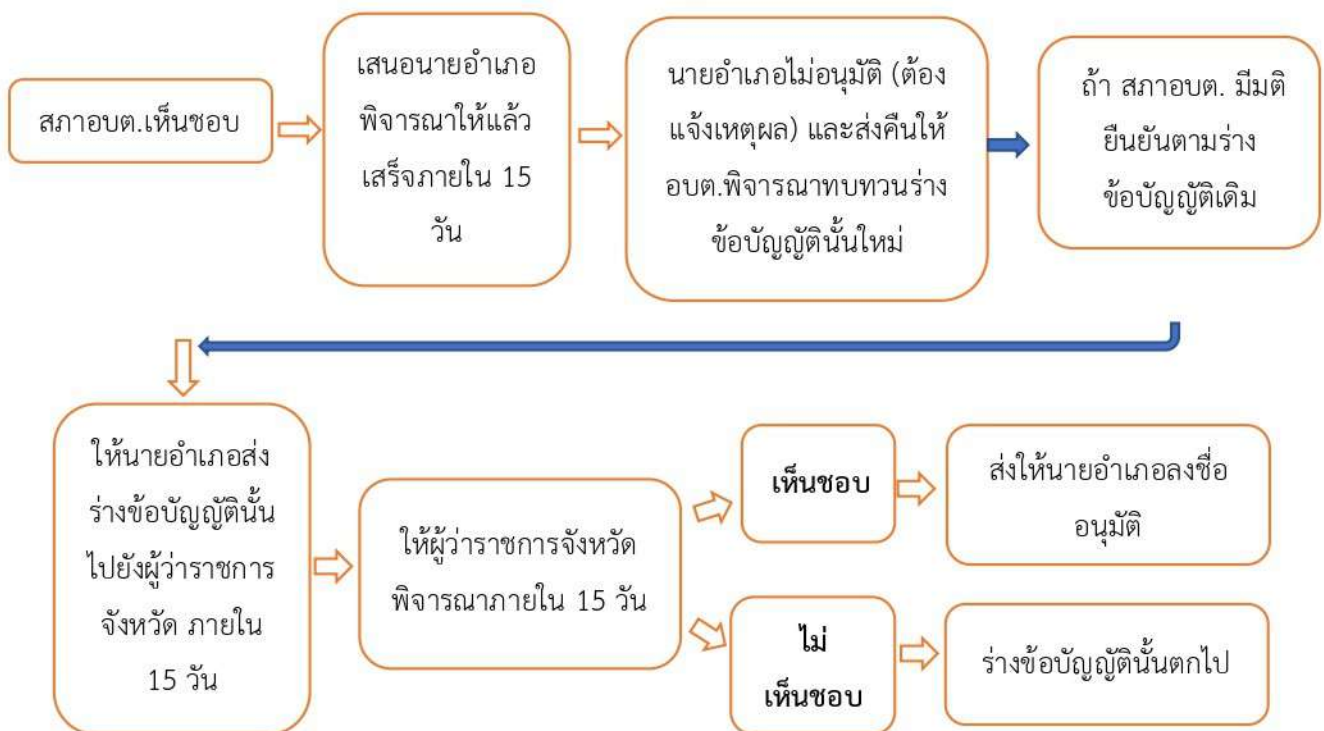 สภาอบต.เห็นชอบ
เสนอนายอำเภอ
พิจารณาให้แล้ว
เสร็จภายใน 15
วัน
นายอำเภอไม่อนุมัติ (ต้อง
แจ้งเหตุผล) และส่งคืนให้
อบต.พิจารณาทบทวนร่าง
ข้อบัญญัตินั้นใหม่
ถ้า สภาอบต. มีมติ
ยืนยันตามร่าง
ข้อบัญญัติเดิม
ให้นายอำเภอส่ง
ร่างข้อบัญญัตินั้น
ไปยังผู้ว่าราชการ
จังหวัด ภายใน
15 วัน
ให้ผู้ว่าราชการจังหวัด
พิจารณาภายใน 15 วัน
เห็นชอบ
ส่งให้นายอำเภอลงชื่อ
อนุมัติ
ไม่
เห็นชอบ
ร่างข้อบัญญัตินั้นตกไป